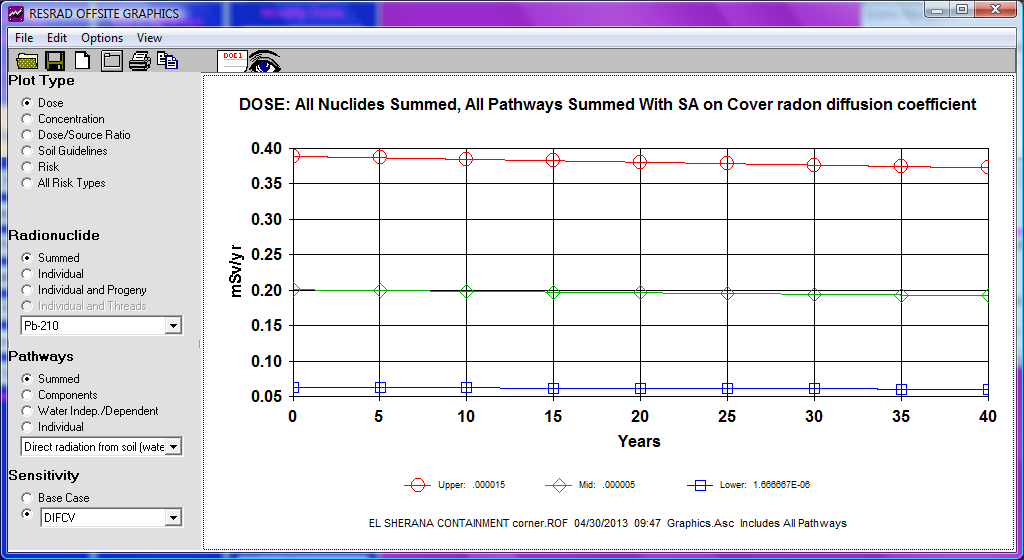 RESRAD OFFSITE GRAPHICS
File Edit Options View
DOE1
Plot Type
Dose
Concentration
Dose/Source Ratio
Soil Guidelines
Risk
All Risk Types
Radionuclide
Summed
Individual
Individual and Progeny
Individual and Threads
Pb-210
Pathways
Summed
Components
Water Indep./Dependent
Individual
Direct radiation from soil (wate
Sensitivity
Base Case
DIFCV
DOSE: All Nuclides Summed, All Pathways Summed With SA on Cover radon diffusion coefficient
mSv/yr
0.40
0.35
0.30
0.25
0.20
0.15
0.10
0.05
0 5 10 15 20 25 30 35 40
Years
Upper: .000015 Mid: .000005 Lower: 1.666667E-06
EL SHERANA CONTAINMENT corner.ROF 04/30/2013 09:47 Graphics.Asc Includes All Pathways